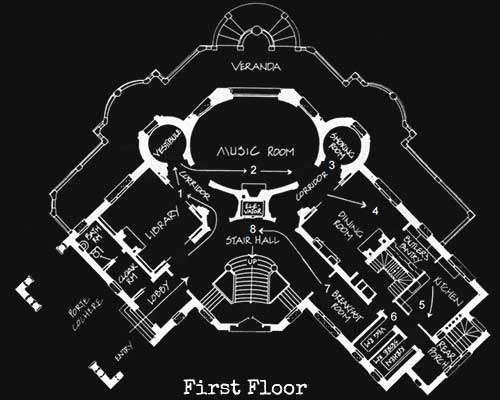 VERANDA
VESTIBULE
MUSIC ROOM
SMOKING
ROOM
2
3
CORRIDOR
CORRIDOR
1
ELE-
VATOR
4
LIBRARY
DINING
ROOM
BATH
RM
CLOAK
RM
8
STAIR HALL
UP
BUTLER'S
PANTRY
KITCHEN
LOBBY
7
BREAKFAST
ROOM
5
PORTE
COCHERE
6
ENTRY
REAR
PORCH
First Floor